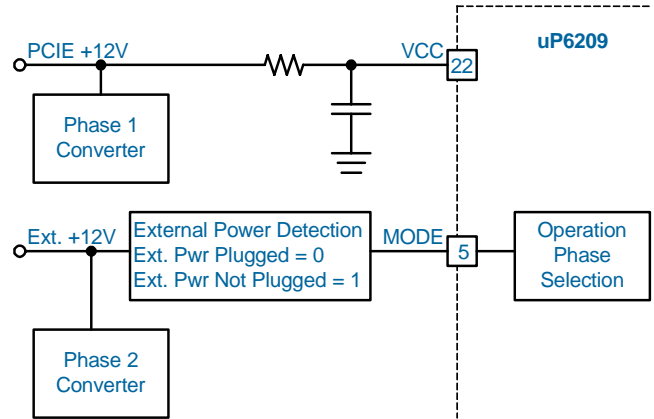 PCIE +12V
VCC
22
uP6209
Phase 1
Converter
Ext. +12V
External Power Detection
Ext. Pwr Plugged = 0
Ext. Pwr Not Plugged = 1
MODE
5
Operation
Phase
Selection
Phase 2
Converter